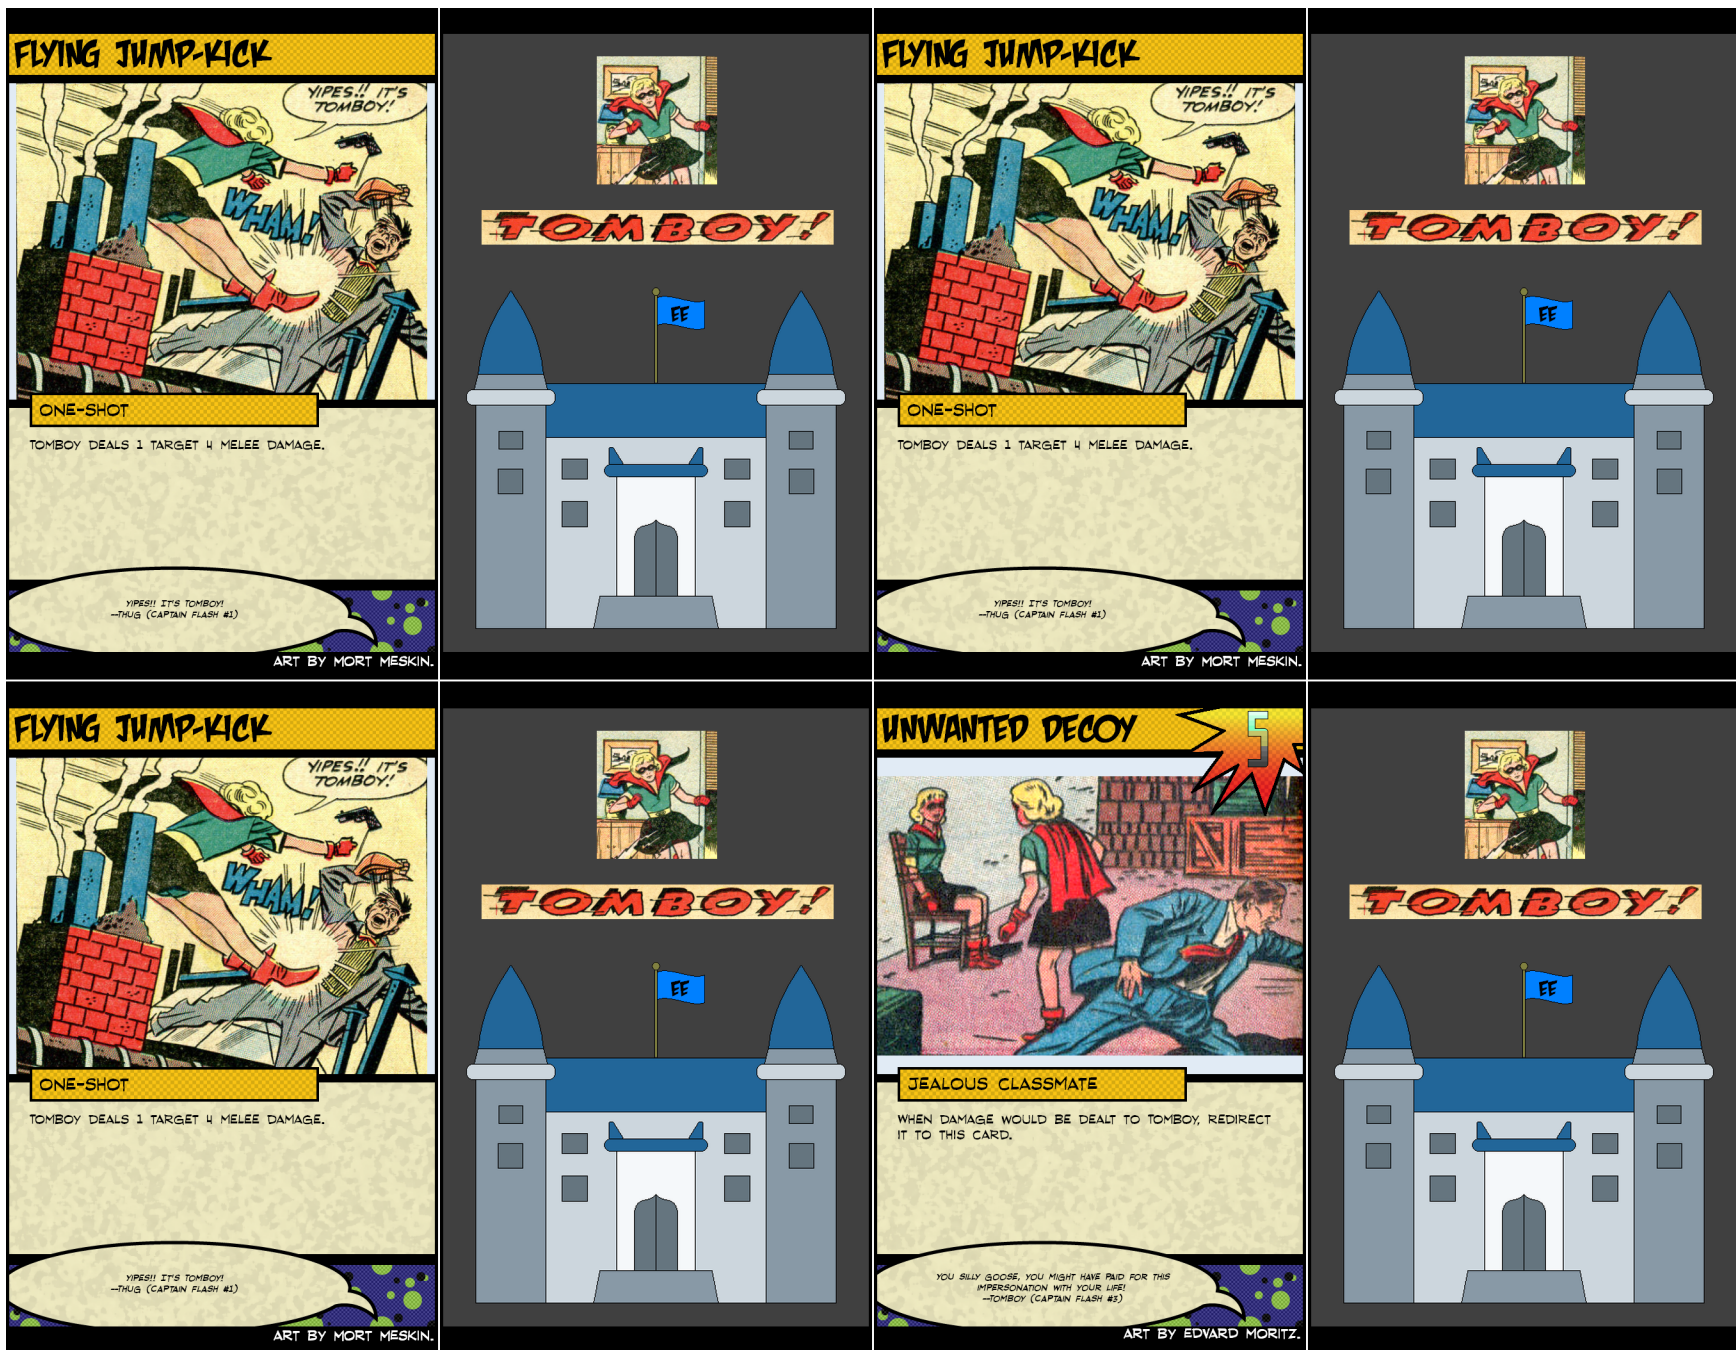 FLYING JUMP-KICK
YIPES!! IT'S
TOMBOY!
WHAM!
ONE-SHOT
TOMBOY DEALS 1 TARGET 4 MELEE DAMAGE.
YIPES!! IT'S TOMBOY!
--THUG (CAPTAIN FLASH #1)
ART BY MORT MESKIN.
TOMBOY!
EE
FLYING JUMP-KICK
YIPES!! IT'S
TOMBOY!
WHAM!
ONE-SHOT
TOMBOY DEALS 1 TARGET 4 MELEE DAMAGE.
YIPES!! IT'S TOMBOY!
--THUG (CAPTAIN FLASH #1)
ART BY MORT MESKIN.
TOMBOY!
EE
FLYING JUMP-KICK
YIPES!! IT'S
TOMBOY!
WHAM!
ONE-SHOT
TOMBOY DEALS 1 TARGET 4 MELEE DAMAGE.
YIPES!! IT'S TOMBOY!
--THUG (CAPTAIN FLASH #1)
ART BY MORT MESKIN.
TOMBOY!
EE
UNWANTED DECOY
5
JEALOUS CLASSMATE
WHEN DAMAGE WOULD BE DEALT TO TOMBOY, REDIRECT
IT TO THIS CARD.
YOU SILLY GOOSE, YOU MIGHT HAVE PAID FOR THIS
IMPERSONATION WITH YOUR LIFE!
--TOMBOY (CAPTAIN FLASH #3)
ART BY EDVARD MORITZ.
TOMBOY!
EE